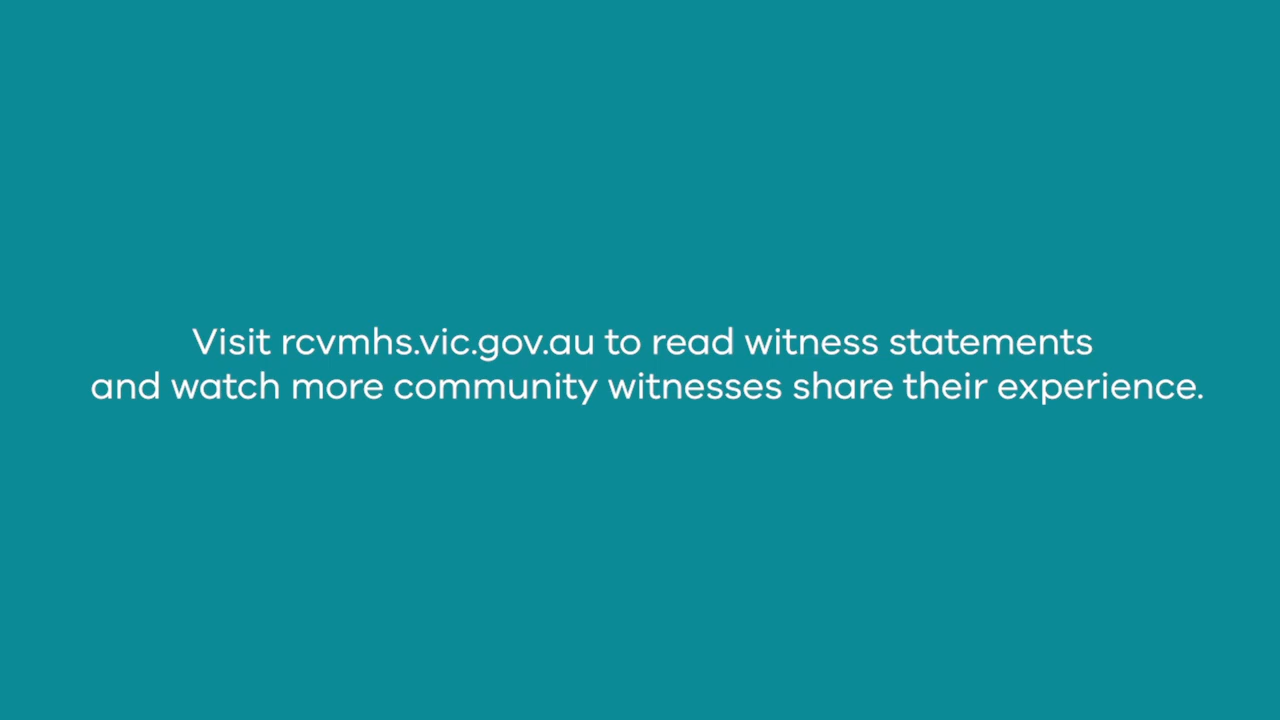 Visit rcvmhs.vic.gov.au to read witness statements
and watch more community witnesses share their experience.